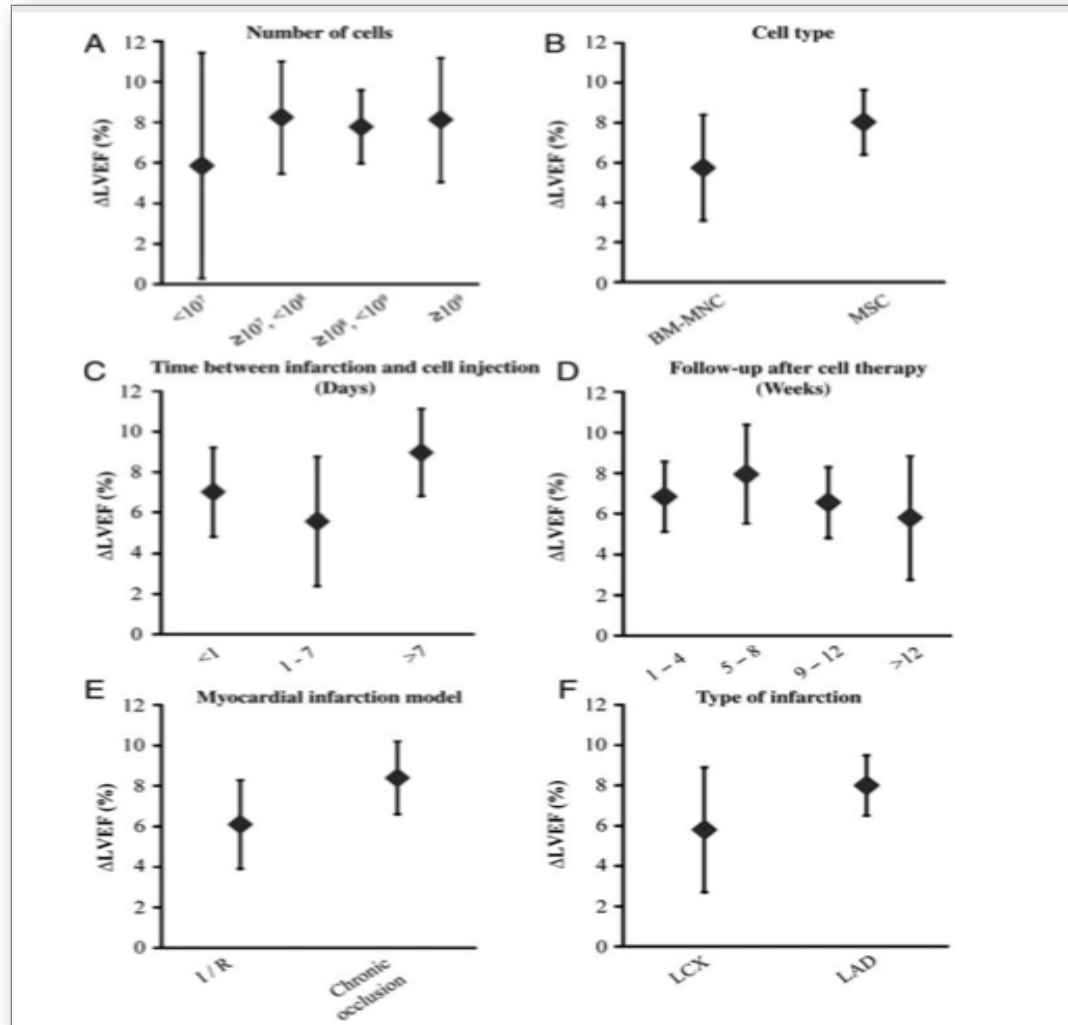 A
Number of cells
ΔLVEF (%)
12
10
8
6
4
2
0
<10⁷
≥10⁷, <10⁸
≥10⁸, <10⁹
≥10⁹
B
Cell type
ΔLVEF (%)
12
10
8
6
4
2
0
BM-MNC
MSC
C
Time between infarction and cell injection
(Days)
ΔLVEF (%)
12
10
8
6
4
2
0
<1
1 - 7
>7
D
Follow-up after cell therapy
(Weeks)
ΔLVEF (%)
12
10
8
6
4
2
0
1 – 4
5 – 8
9 – 12
>12
E
Myocardial infarction model
ΔLVEF (%)
12
10
8
6
4
2
0
I / R
Chronic
occlusion
F
Type of infarction
ΔLVEF (%)
12
10
8
6
4
2
0
LCX
LAD